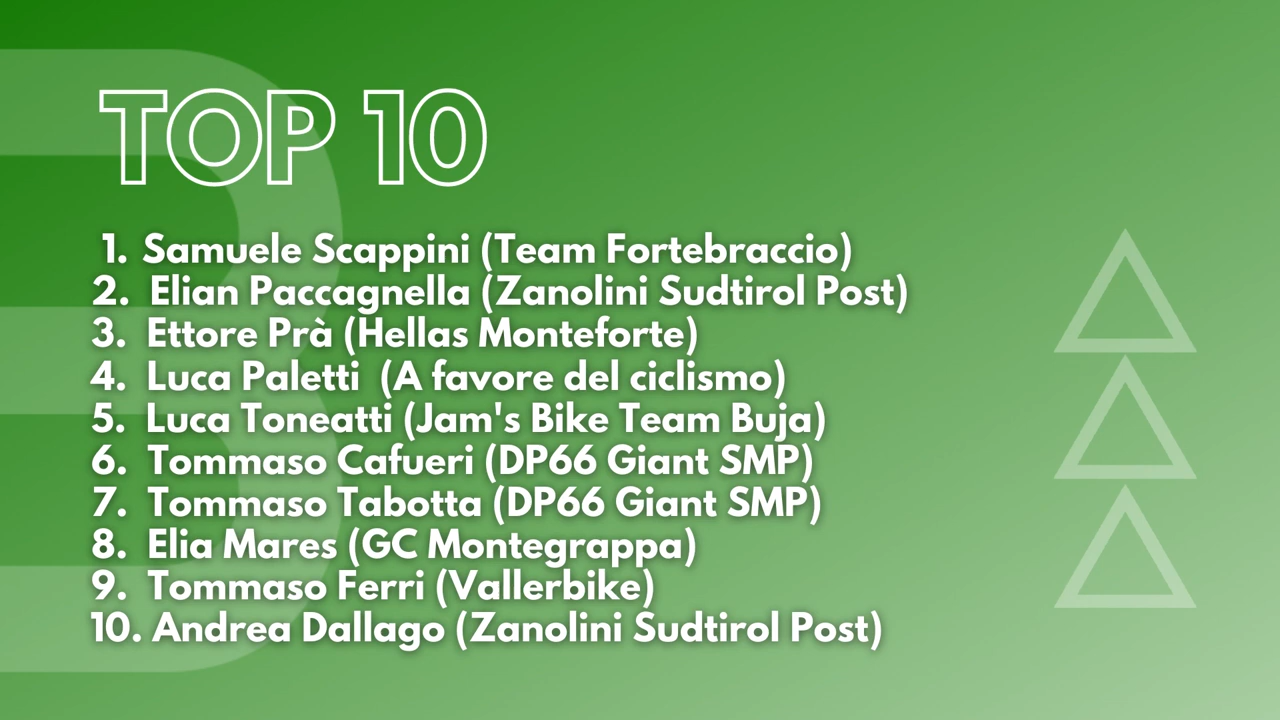 TOP 10
1. Samuele Scappini (Team Fortebraccio)
2. Elian Paccagnella (Zanolini Sudtirol Post)
3. Ettore Prà (Hellas Monteforte)
4. Luca Paletti (A favore del ciclismo)
5. Luca Toneatti (Jam's Bike Team Buja)
6. Tommaso Cafueri (DP66 Giant SMP)
7. Tommaso Tabotta (DP66 Giant SMP)
8. Elia Mares (GC Montegrappa)
9. Tommaso Ferri (Vallerbike)
10. Andrea Dallago (Zanolini Sudtirol Post)